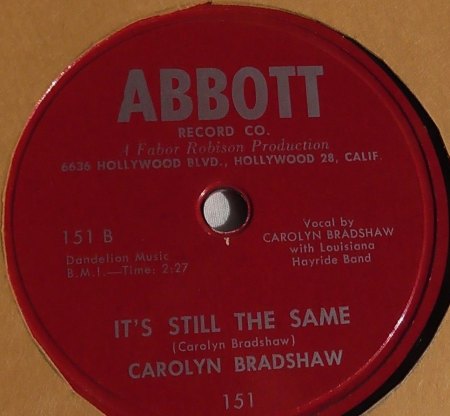 ABBOTT
RECORD CO.
A Fabor Robison Production
6636 HOLLYWOOD BLVD., HOLLYWOOD 28, CALIF.
151 B
Dandelion Music
B.M.I.—Time: 2:27
Vocal by
CAROLYN BRADSHAW
with Louisiana
Hayride Band
IT'S STILL THE SAME
(Carolyn Bradshaw)
CAROLYN BRADSHAW
151